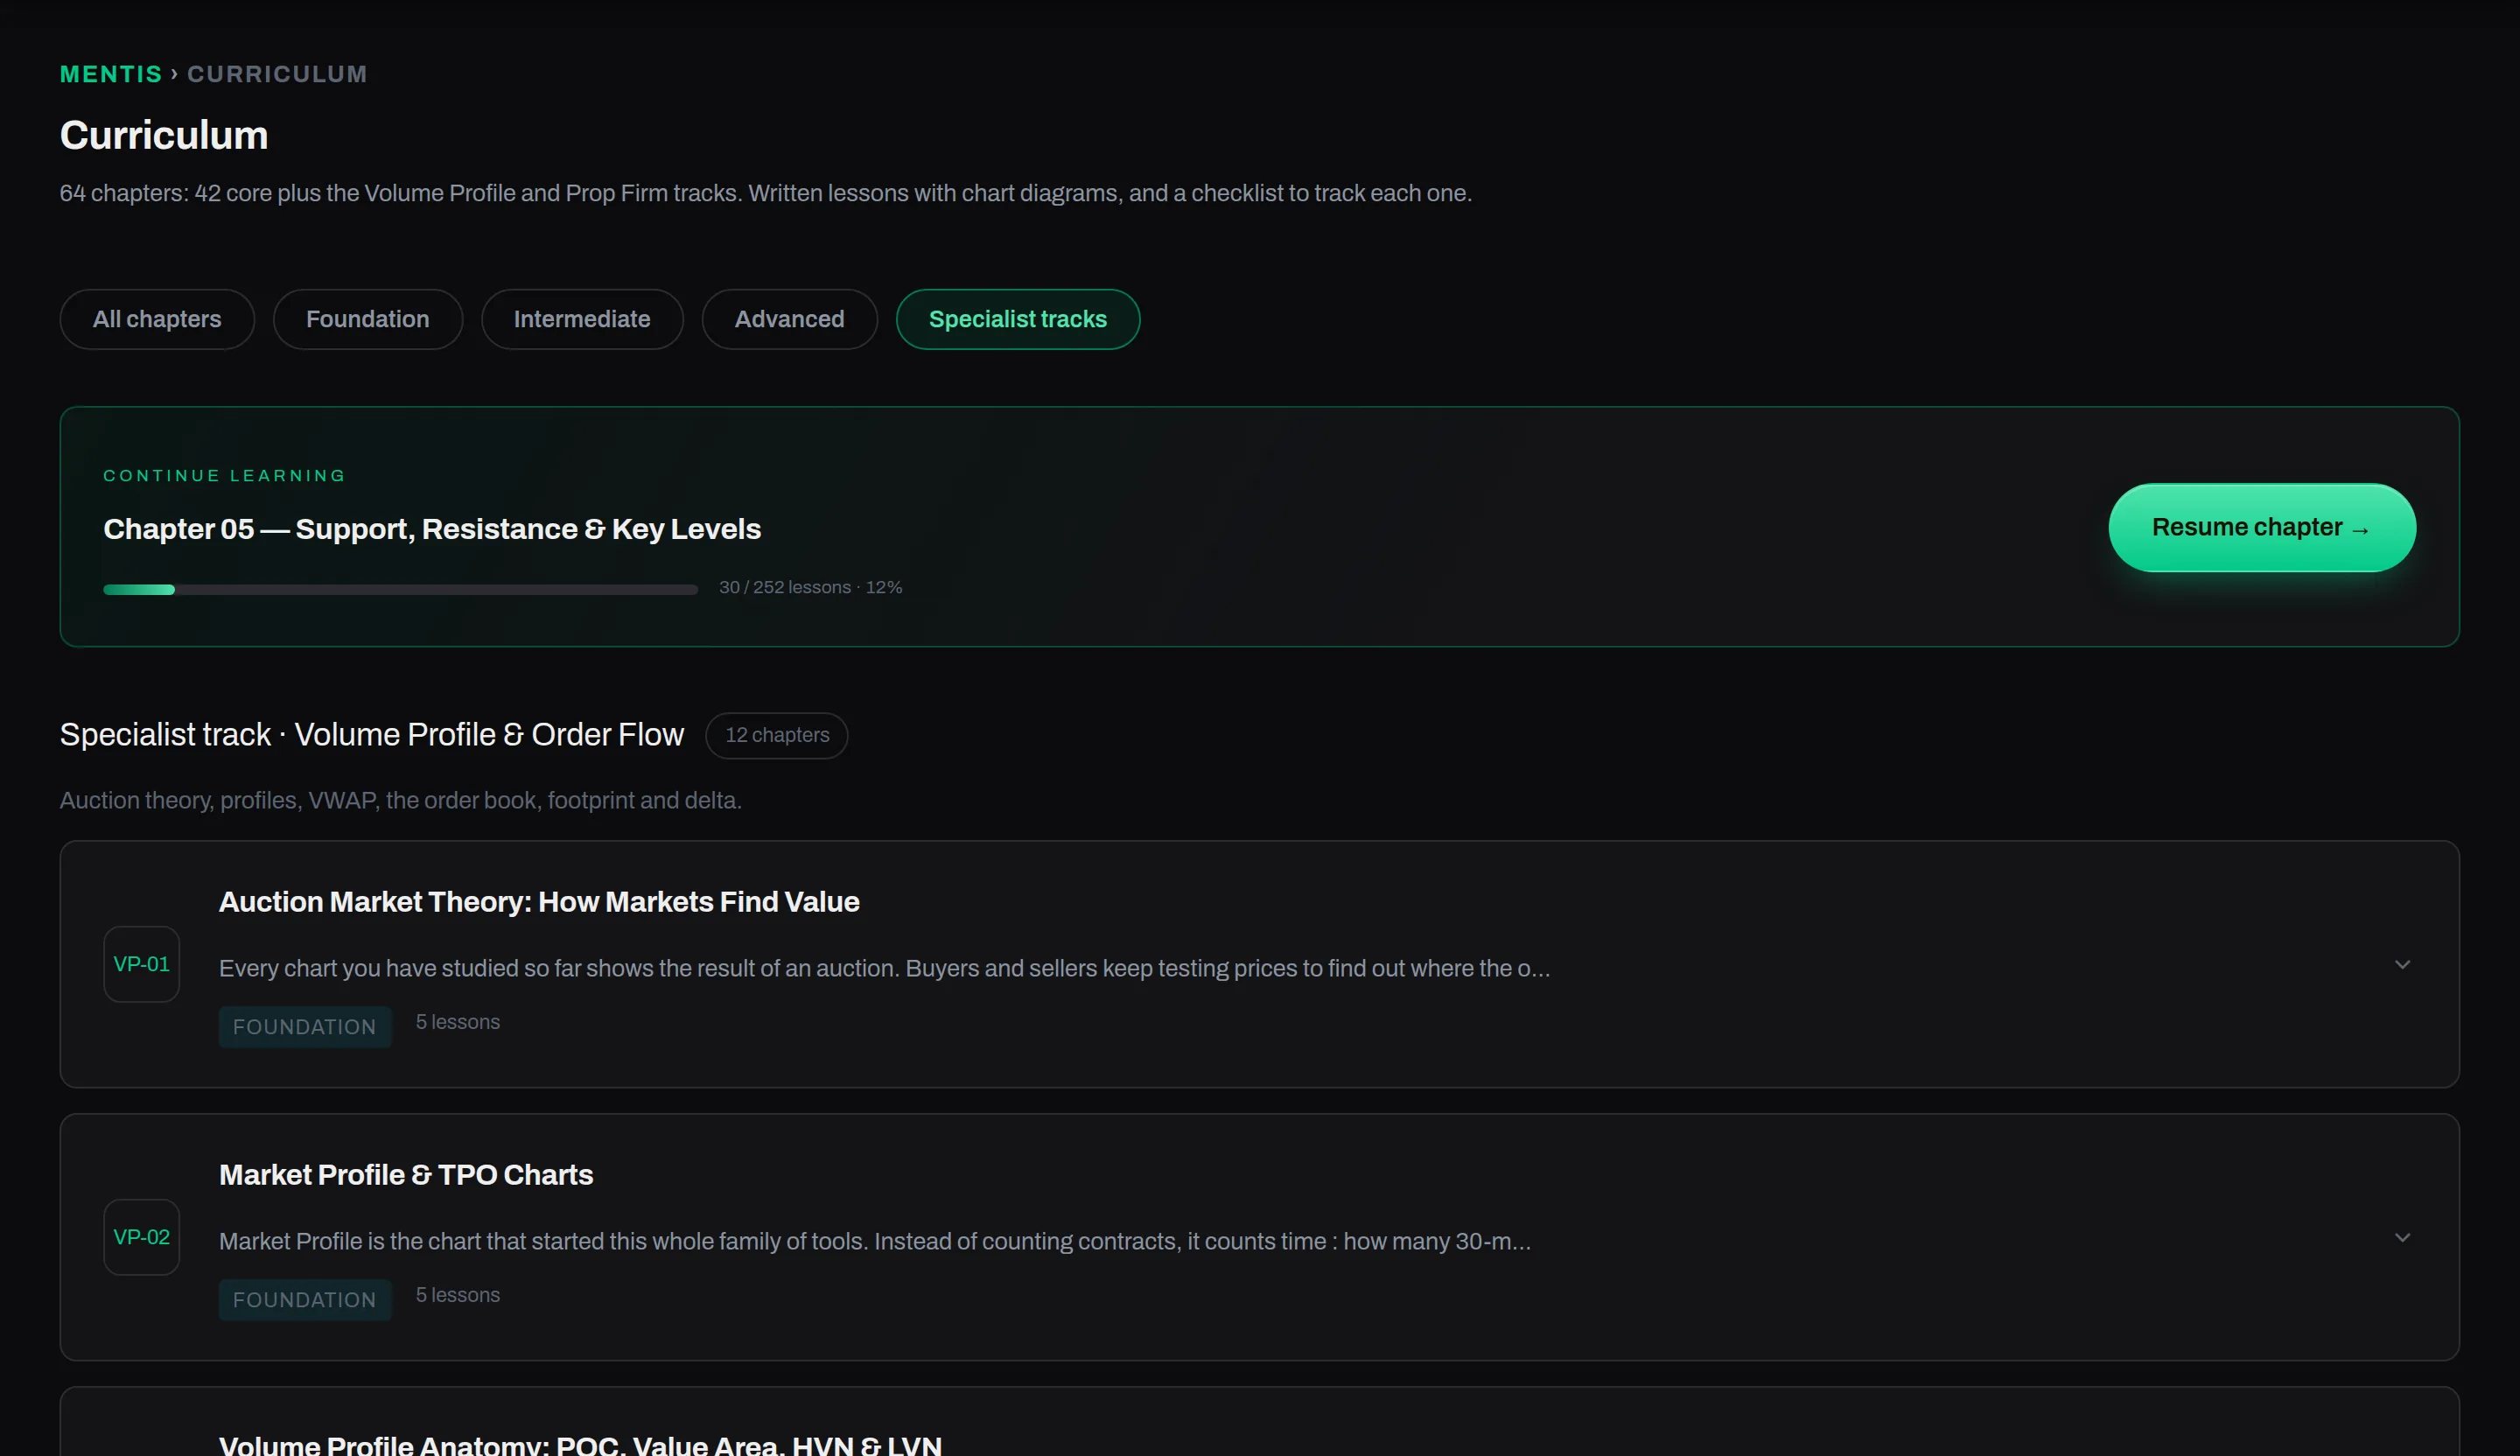 MENTIS › CURRICULUM
Curriculum
64 chapters: 42 core plus the Volume Profile and Prop Firm tracks. Written lessons with chart diagrams, and a checklist to track each one.
All chapters
Foundation
Intermediate
Advanced
Specialist tracks
CONTINUE LEARNING
Chapter 05 — Support, Resistance & Key Levels
30 / 252 lessons · 12%
Resume chapter →
Specialist track · Volume Profile & Order Flow
12 chapters
Auction theory, profiles, VWAP, the order book, footprint and delta.
VP-01
Auction Market Theory: How Markets Find Value
Every chart you have studied so far shows the result of an auction. Buyers and sellers keep testing prices to find out where the o...
FOUNDATION
5 lessons
VP-02
Market Profile & TPO Charts
Market Profile is the chart that started this whole family of tools. Instead of counting contracts, it counts time : how many 30-m...
FOUNDATION
5 lessons
Volume Profile Anatomy: POC, Value Area, HVN & LVN